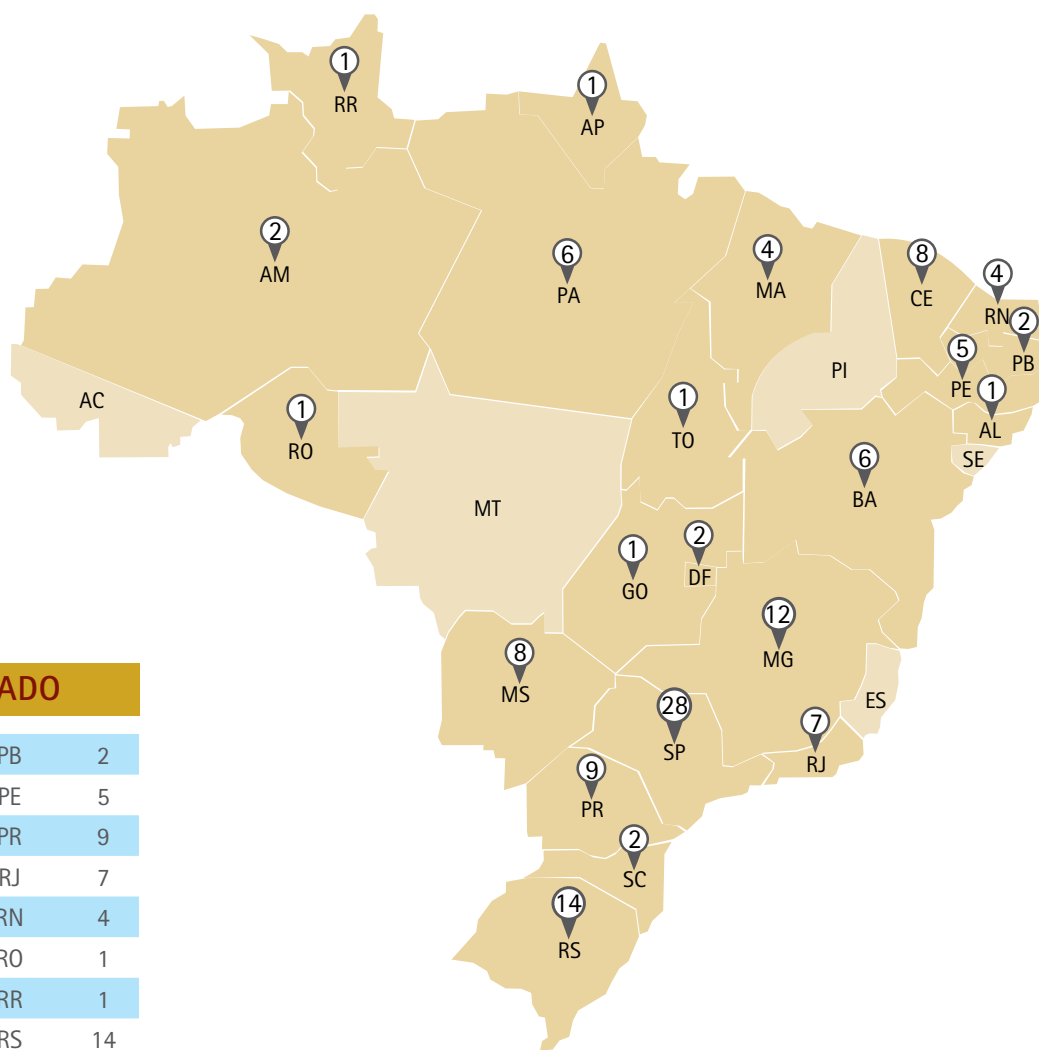 1
RR
1
AP
2
AM
6
PA
4
MA
8
CE
4
RN
2
PB
5
PE
1
AL
PI
SE
AC
1
RO
1
TO
6
BA
MT
1
GO
2
DF
12
MG
8
MS
ES
28
SP
7
RJ
9
PR
2
SC
14
RS
ADO
PB 2
PE 5
PR 9
RJ 7
RN 4
RO 1
RR 1
RS 14